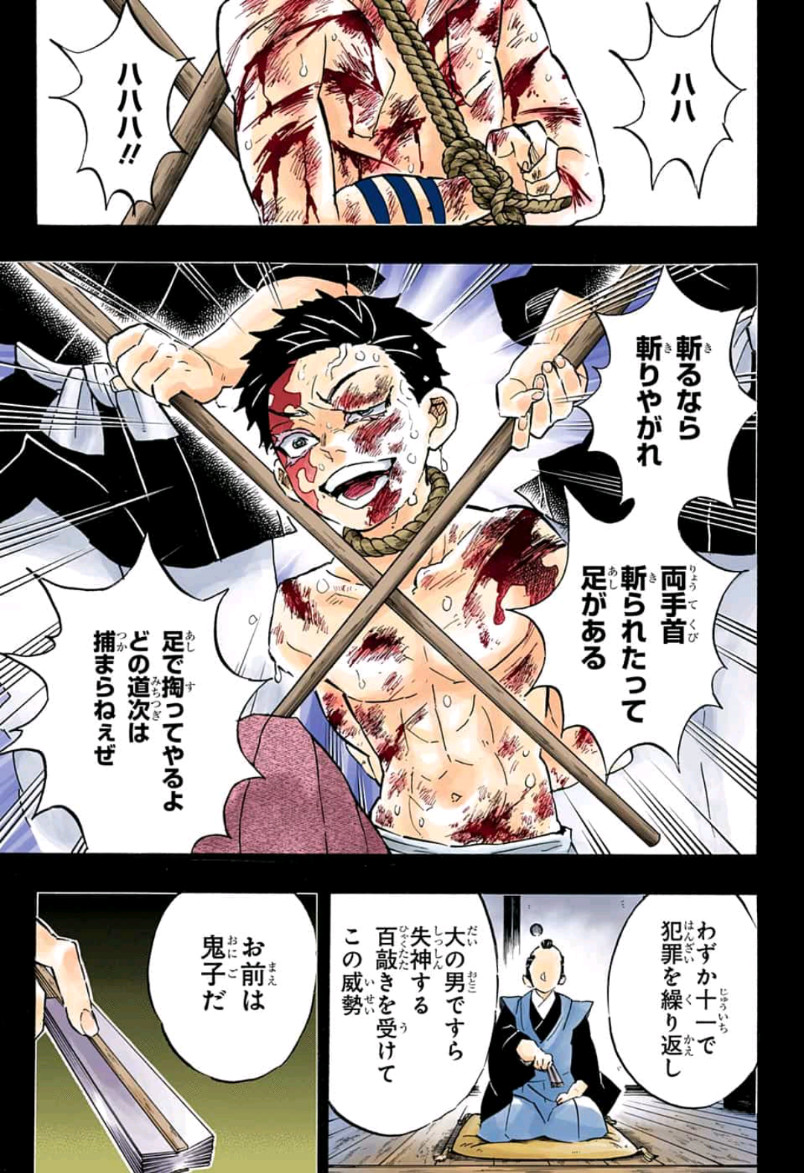 ハハ
ハハハ!!
斬るなら
斬りやがれ
両手首
斬られたって
足がある
足で掏ってやるよ
どの道次は
捕まらねぇぜ
わずか十一で
犯罪を繰り返し
大の男ですら
失神する
百敲きを受けて
この威勢
お前は
鬼子だ